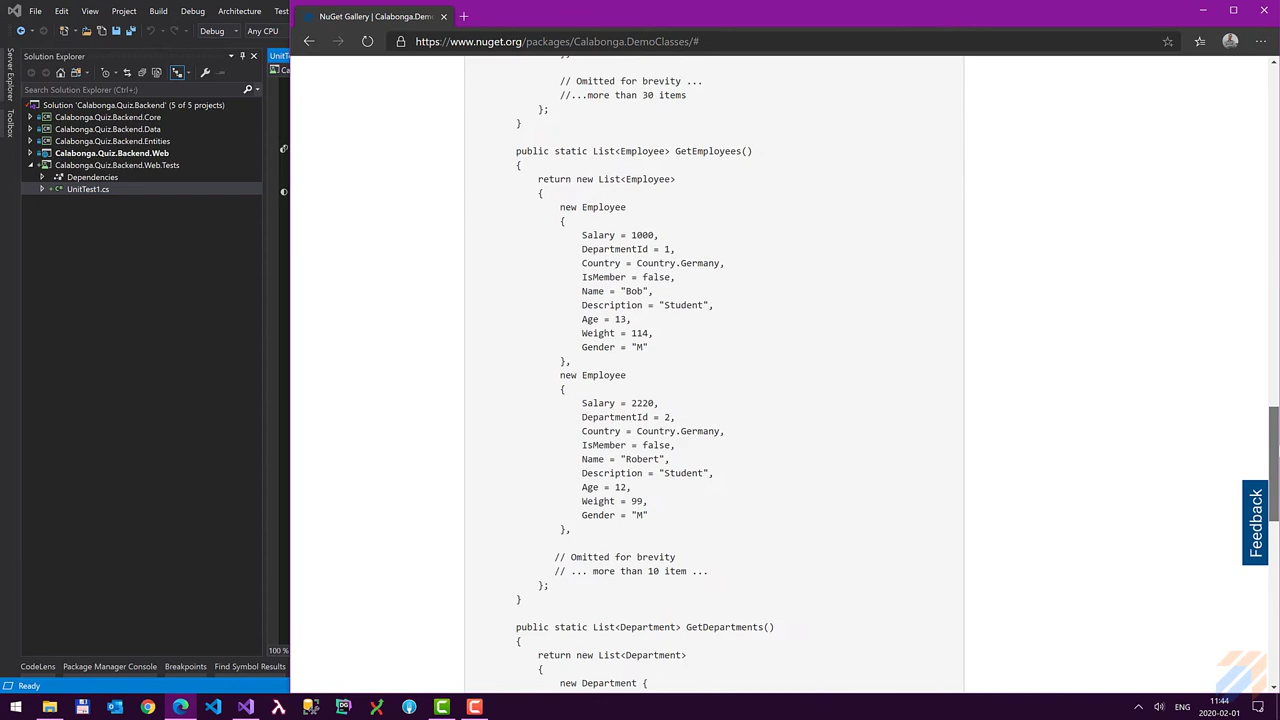 File
Edit
View
Git
Debug
Architecture
Test
Project
Build
Debug
Any CPU
Solution Explorer
Search Solution Explorer (Ctrl+;)
Solution 'Calabonga.Quiz.Backend' (5 of 5 projects)
Calabonga.Quiz.Backend.Core
Calabonga.Quiz.Backend.Data
Calabonga.Quiz.Backend.Entities
Calabonga.Quiz.Backend.Web
Calabonga.Quiz.Backend.Web.Tests
Dependencies
UnitTest1.cs
Server Explorer
Toolbox
UnitT
Ca
100 %
CodeLens
Package Manager Console
Breakpoints
Find Symbol Results
Ready
NuGet Gallery | Calabonga.Demo
https://www.nuget.org/packages/Calabonga.DemoClasses/#
};
// Omitted for brevity ...
//...more than 30 items
};
}
public static List<Employee> GetEmployees()
{
return new List<Employee>
{
new Employee
{
Salary = 1000,
DepartmentId = 1,
Country = Country.Germany,
IsMember = false,
Name = "Bob",
Description = "Student",
Age = 13,
Weight = 114,
Gender = "M"
},
new Employee
{
Salary = 2220,
DepartmentId = 2,
Country = Country.Germany,
IsMember = false,
Name = "Robert",
Description = "Student",
Age = 12,
Weight = 99,
Gender = "M"
},
// Omitted for brevity
// ... more than 10 item ...
};
}
public static List<Department> GetDepartments()
{
return new List<Department>
{
new Department {
Feedback
ENG
11:44
2020-02-01